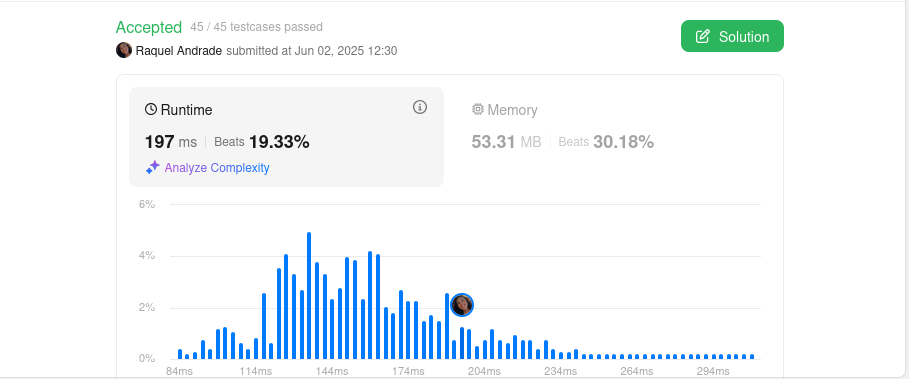 Accepted 45 / 45 testcases passed
Raquel Andrade submitted at Jun 02, 2025 12:30
Solution
Runtime
197 ms Beats 19.33%
Analyze Complexity
Memory
53.31 MB Beats 30.18%
6%
4%
2%
0%
84ms 114ms 144ms 174ms 204ms 234ms 264ms 294ms